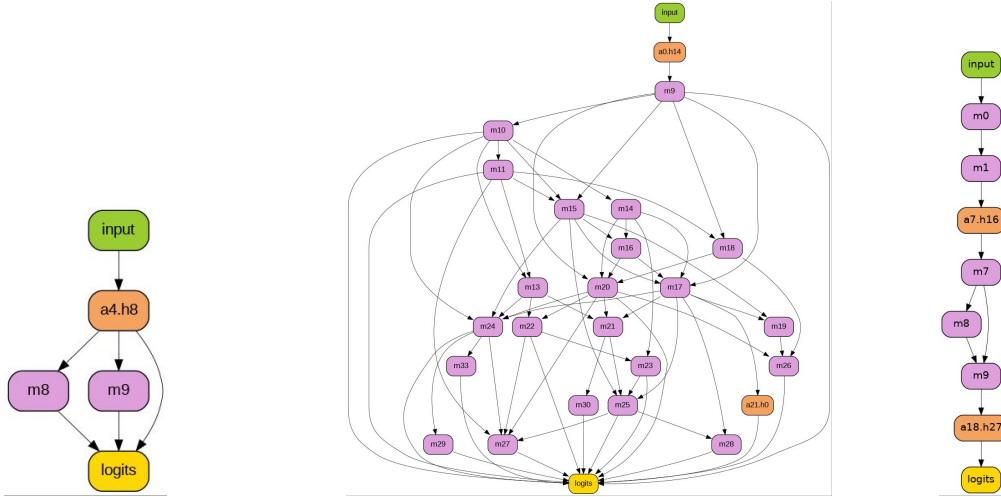 input
a4.h8
m8 m9
logits
input
a0.h14
m9
m10
m11
m15 m14
m16 m18
m13 m20 m17
m24 m22 m21 m19
m33 m23 m26
m30 m25 a21.h0
m29 m27 m28
logits
input
m0
m1
a7.h16
m7
m8
m9
a18.h27
logits